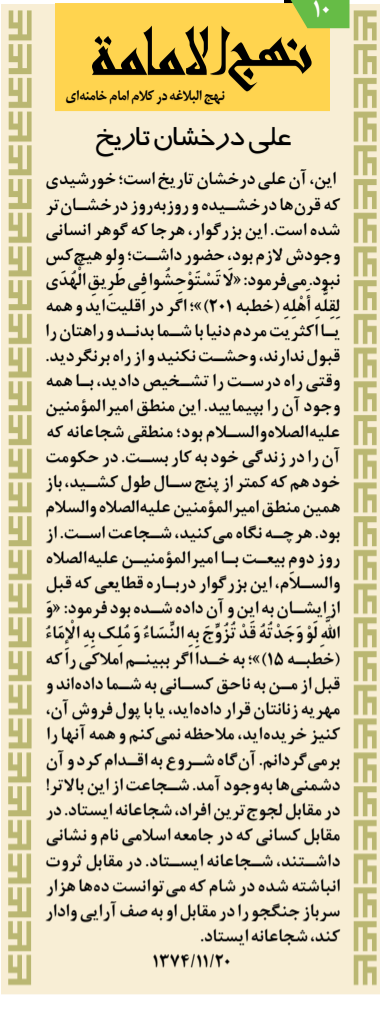 ۱۰
نهج الامامة
نهج البلاغه در کلام امام خامنه‌ای
علی درخشان تاریخ
این، آن علی درخشان تاریخ است؛ خورشیدی
که قرن‌ها درخشیده و روزبه‌روز درخشان تر
شده است. این بزرگوار، هرجا که گوهر انسانی
وجودش لازم بود، حضور داشت؛ ولو هیچ کس
نبود. می‌فرمود: «لَا تَسْتَوْحِشُوا فِی طَرِیقِ الْهُدَی
لِقِلَّهِ أَهْلِهِ (خطبه ۲۰۱)»؛ اگر در اقلیت‌اید و همه
یا اکثریت مردم دنیا با شما بدند و راهتان را
قبول ندارند، وحشت نکنید و از راه برنگردید.
وقتی راه درست را تشخیص دادید، با همه
وجود آن را بپیمایید. این منطق امیرالمؤمنین
علیه‌الصلاه‌والسلام بود؛ منطقی شجاعانه که
آن را در زندگی خود به کار بست. در حکومت
خود هم که کمتر از پنج سال طول کشید، باز
همین منطق امیرالمؤمنین علیه‌الصلاه والسلام
بود. هرچه نگاه می‌کنید، شجاعت است. از
روز دوم بیعت با امیرالمؤمنین علیه‌الصلاه
والسلام، این بزرگوار درباره قطایعی که قبل
از ایشان به این و آن داده شده بود فرمود: «وَ
اللَّهِ لَوْ وَجَدْتُهُ قَدْ تُزُوِّجَ بِهِ النِّسَاءُ وَ مُلِکَ بِهِ الْإِمَاءُ
(خطبه ۱۵)»؛ به خدا اگر ببینم املاکی را که
قبل از من به ناحق کسانی به شما داده‌اند و
مهریه زنانتان قرار داده‌اید، یا با پول فروش آن،
کنیز خریده‌اید، ملاحظه نمی‌کنم و همه آنها را
برمی‌گردانم. آن گاه شروع به اقدام کرد و آن
دشمنی‌ها به‌وجود آمد. شجاعت از این بالاتر!
در مقابل لجوج‌ترین افراد، شجاعانه ایستاد. در
مقابل کسانی که در جامعه اسلامی نام و نشانی
داشتند، شجاعانه ایستاد. در مقابل ثروت
انباشته شده در شام که می‌توانست ده‌ها هزار
سرباز جنگجو را در مقابل او به صف آرایی وادار
کند، شجاعانه ایستاد.
۱۳۷۴/۱۱/۲۰